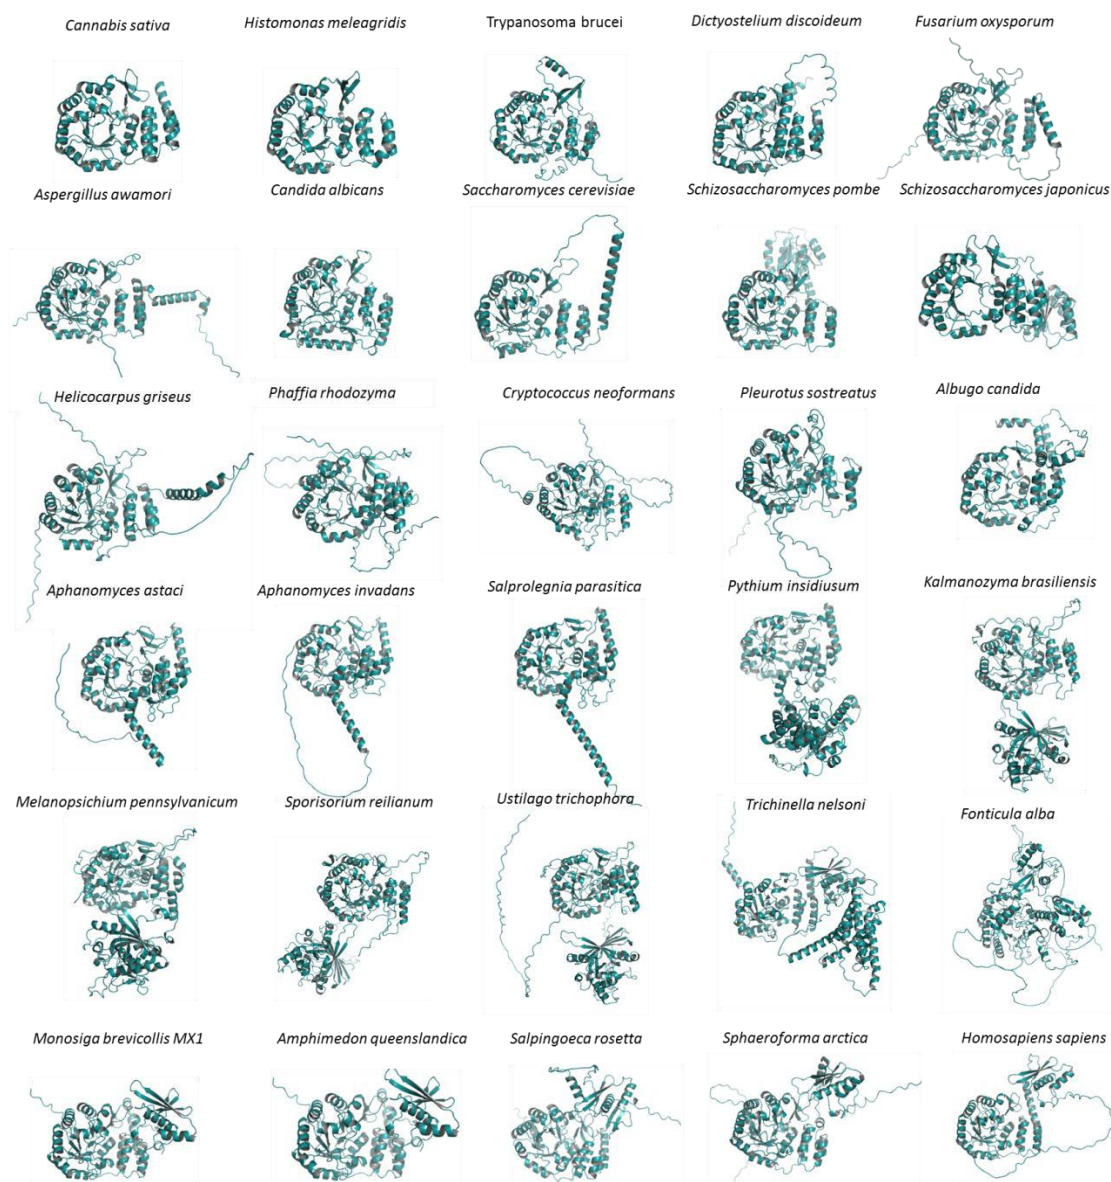 Cannabis sativa Histomonas meleagridis Trypanosoma brucei Dictyostelium discoideum Fusarium oxysporum
Aspergillus awamori Candida albicans Saccharomyces cerevisiae Schizosaccharomyces pombe Schizosaccharomyces japonicus
Helicocarpus griseus Phaffia rhodozyma Cryptococcus neoformans Pleurotus sostreatus Albugo candida
Aphanomyces astaci Aphanomyces invadans Salprolegnia parasitica Pythium insidiusum Kalmanozyma brasiliensis
Melanopsichium pennsylvanicum Sporisorium reilianum Ustilago trichophora Trichinella nelsoni Fonticula alba
Monosiga brevicollis MX1 Amphimedon queenslandica Salpingoeca rosetta Sphaeroforma arctica Homosapiens sapiens